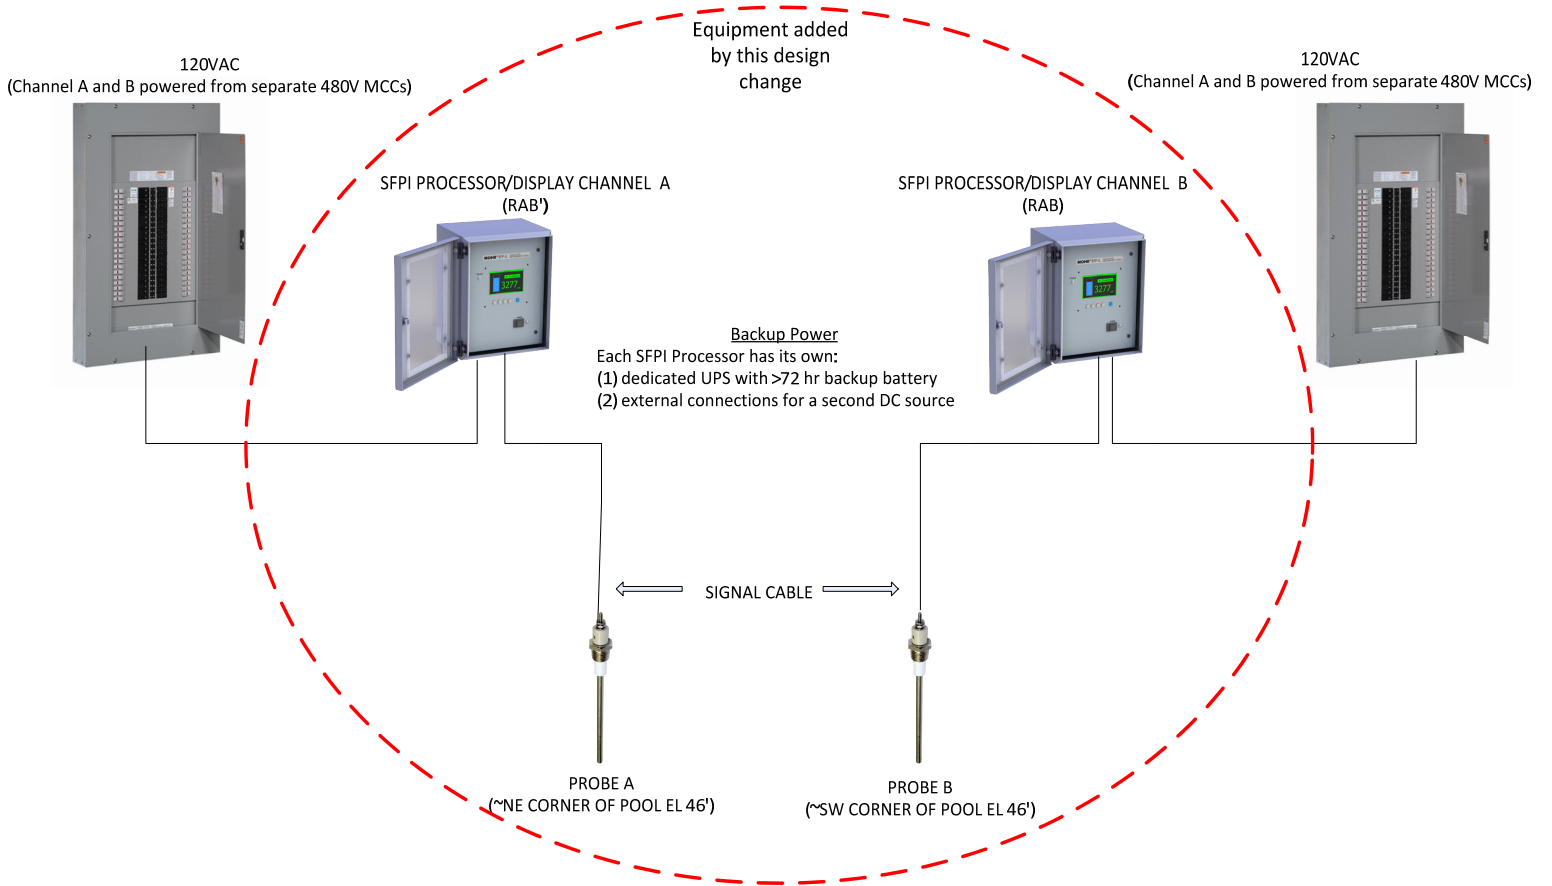 Equipment added
by this design
change
120VAC
(Channel A and B powered from separate 480V MCCs)
120VAC
(Channel A and B powered from separate 480V MCCs)
SFPI PROCESSOR/DISPLAY CHANNEL A
(RAB')
SFPI PROCESSOR/DISPLAY CHANNEL B
(RAB)
3277
3277
Backup Power
Each SFPI Processor has its own:
(1) dedicated UPS with >72 hr backup battery
(2) external connections for a second DC source
SIGNAL CABLE
PROBE A
(~NE CORNER OF POOL EL 46')
PROBE B
(~SW CORNER OF POOL EL 46')